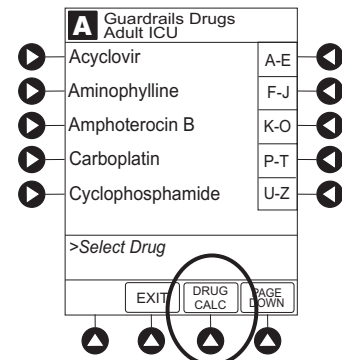 A Guardrails Drugs
Adult ICU
Acyclovir A-E
Aminophylline F-J
Amphoterocin B K-O
Carboplatin P-T
Cyclophosphamide U-Z
>Select Drug
EXIT DRUG CALC PAGE DOWN